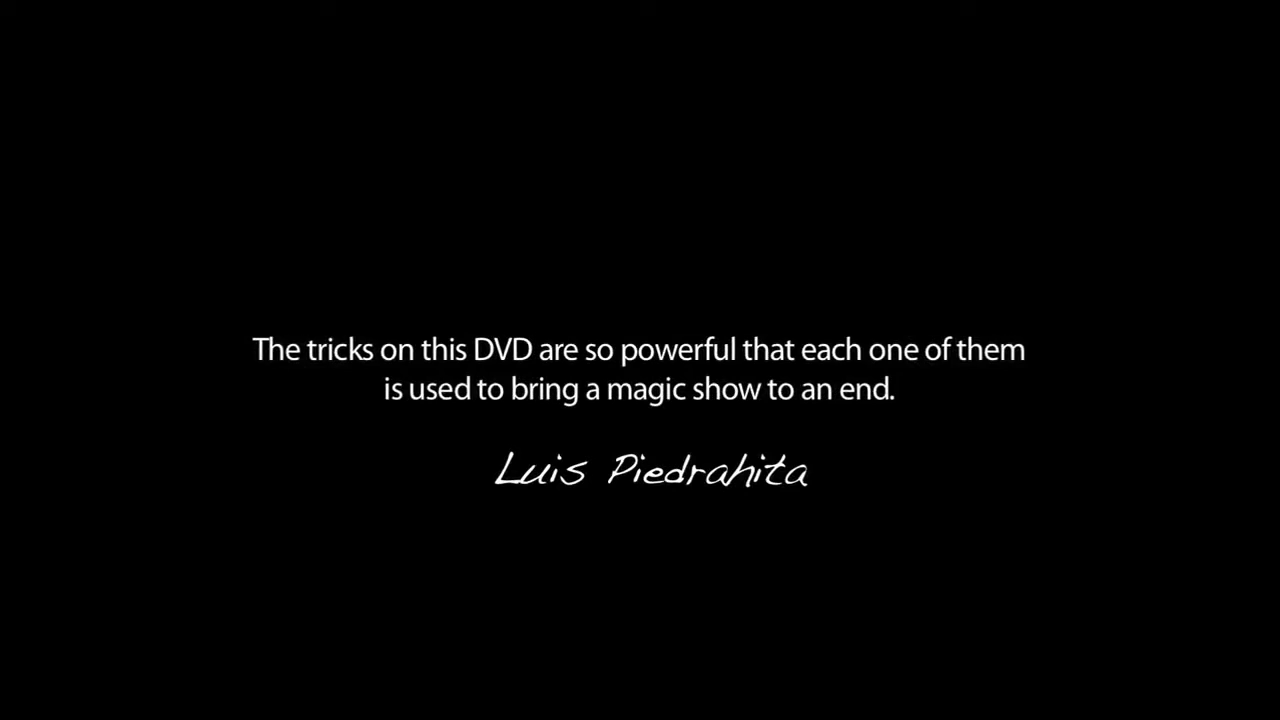 The tricks on this DVD are so powerful that each one of them
is used to bring a magic show to an end.
Luis Piedrahita